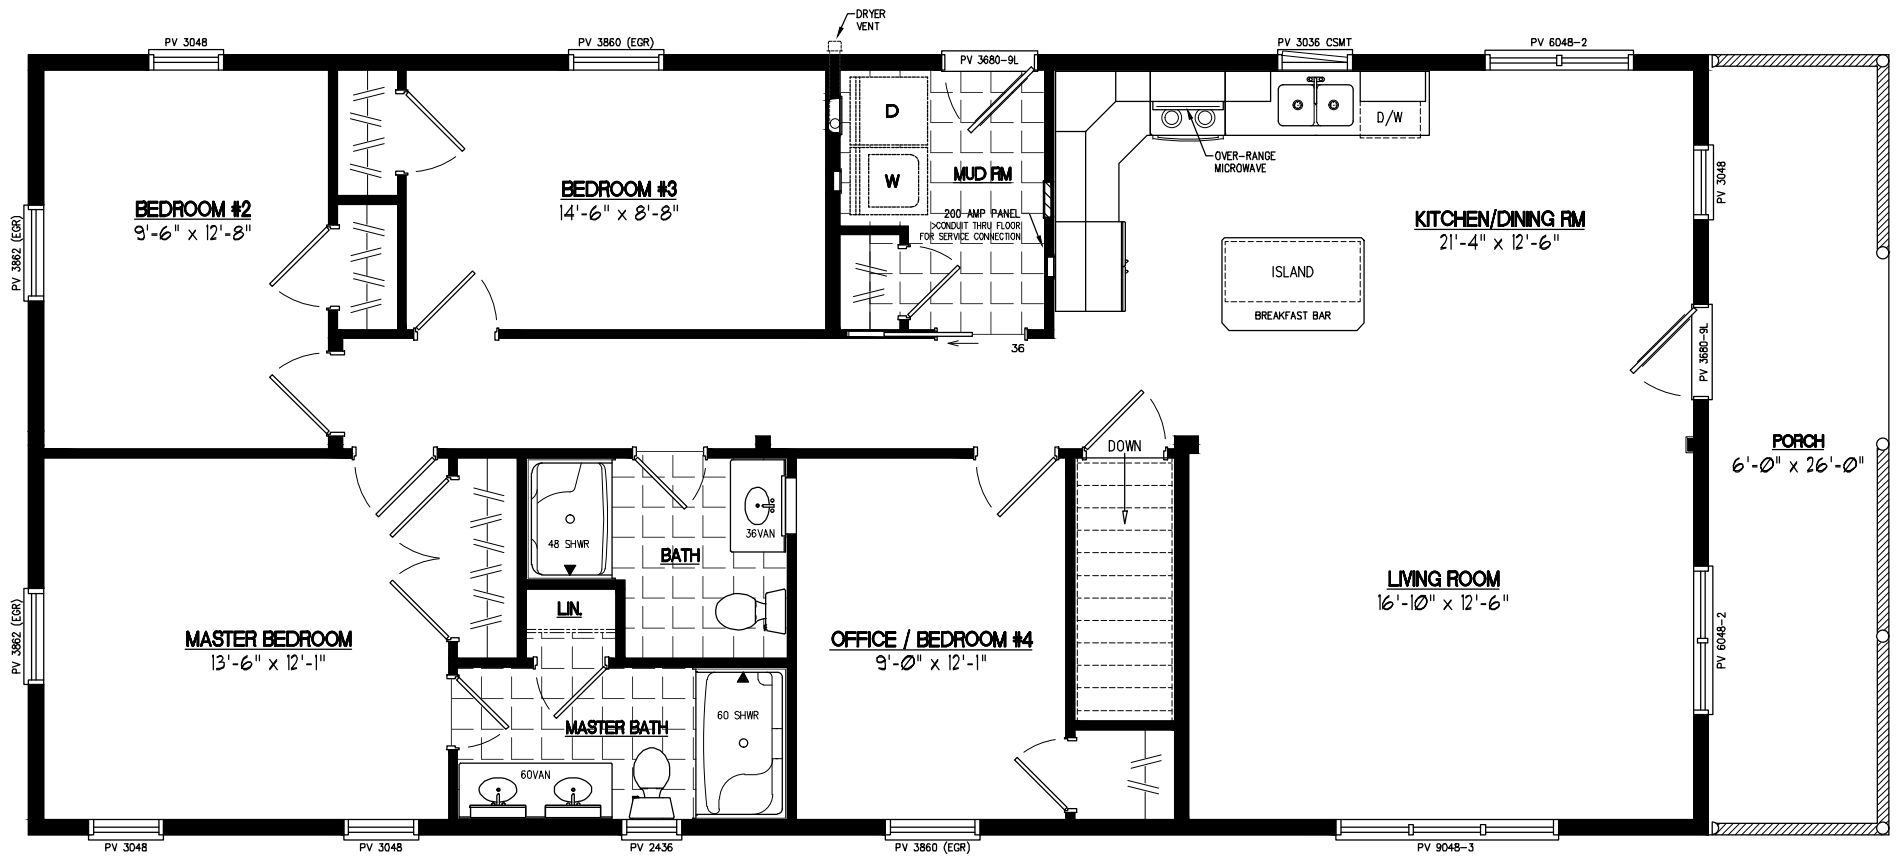 DRYER
VENT
PV 3048
PV 3860 (EGR)
PV 3680-9L
PV 3036 CSMT
PV 6048-2
D
W
D/W
OVER-RANGE
MICROWAVE
MUD RM
PV 3048
BEDROOM #2
9'-6" x 12'-8"
BEDROOM #3
14'-6" x 8'-8"
200 AMP PANEL
>CONDUIT THRU FLOOR
FOR SERVICE CONNECTION
KITCHEN/DINING RM
21'-4" x 12'-6"
PV 3862 (EGR)
ISLAND
BREAKFAST BAR
36
PV 3680-9L
DOWN
PORCH
6'-0" x 26'-0"
48 SHWR
36VAN
BATH
LIN.
LIVING ROOM
16'-10" x 12'-6"
PV 3862 (EGR)
MASTER BEDROOM
13'-6" x 12'-1"
OFFICE / BEDROOM #4
9'-0" x 12'-1"
PV 6048-2
MASTER BATH
60 SHWR
60VAN
PV 3048
PV 3048
PV 2436
PV 3860 (EGR)
PV 9048-3